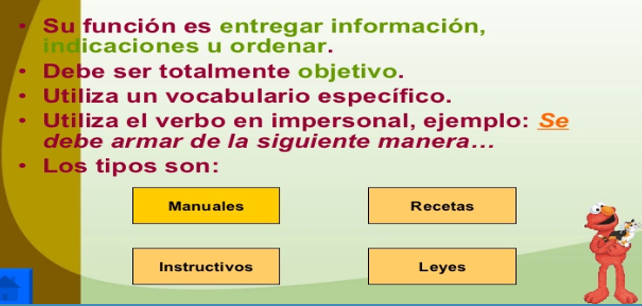 • Su función es entregar información,
indicaciones u ordenar.
• Debe ser totalmente objetivo.
• Utiliza un vocabulario específico.
• Utiliza el verbo en impersonal, ejemplo: Se
debe armar de la siguiente manera...
• Los tipos son:
Manuales
Recetas
Instructivos
Leyes